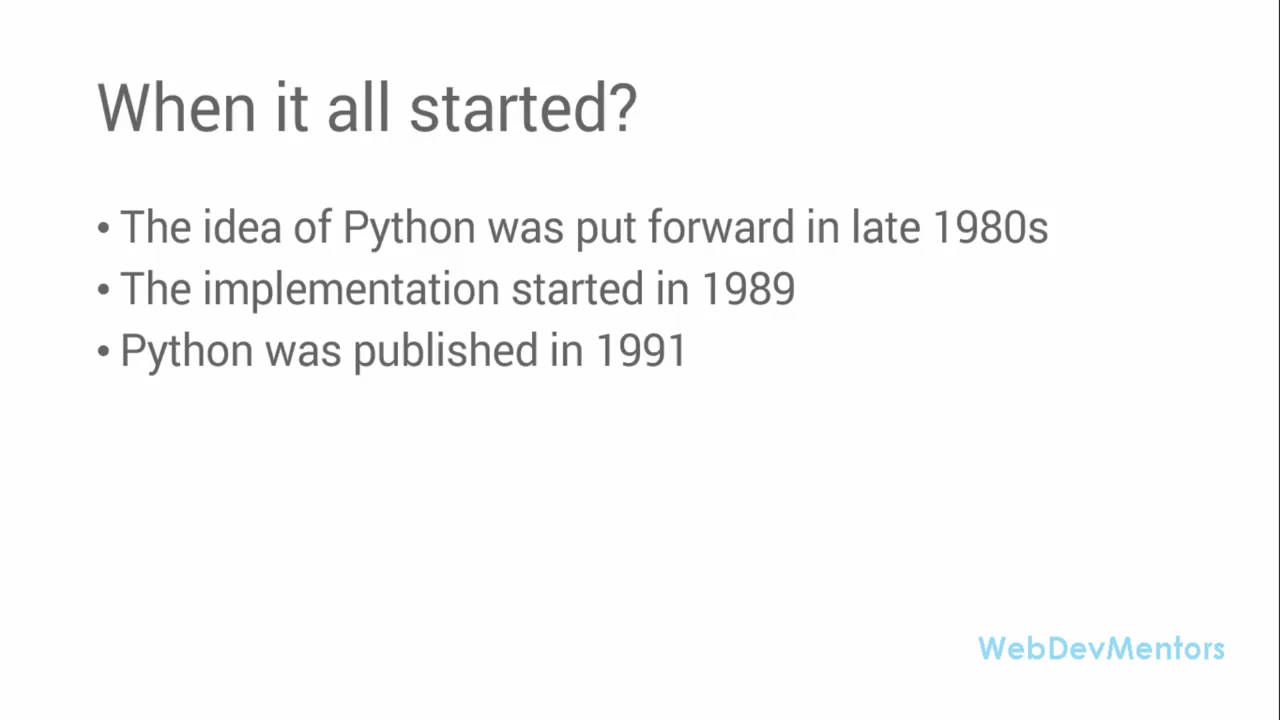 When it all started?
• The idea of Python was put forward in late 1980s
• The implementation started in 1989
• Python was published in 1991
WebDevMentors